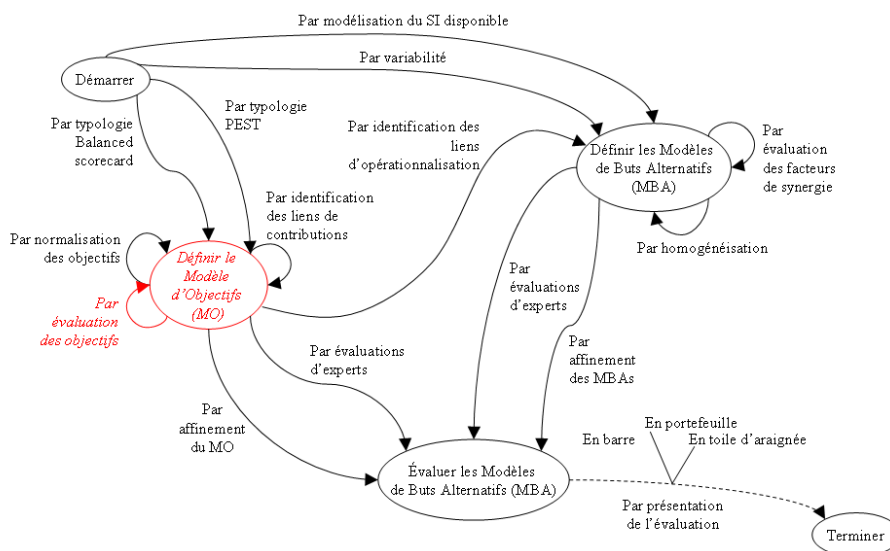 Par modélisation du SI disponible
Par variabilité
Démarrer
Par typologie
PEST
Par typologie
Balanced
scorecard
Par identification des
liens
d'opérationnalisation
Définir les Modèles
de Buts Alternatifs
(MBA)
Par
évaluation
des facteurs
de synergie
Par identification
des liens de
contributions
Par normalisation
des objectifs
Par homogénéisation
Définir le
Modèle
d'Objectifs
(MO)
Par
évaluation
des objectifs
Par
évaluations
d'experts
Par évaluations
d'experts
Par
affinement
des MBAs
Par
affinement
du MO
En portefeuille
En barre
En toile d'araignée
Évaluer les Modèles
de Buts Alternatifs (MBA)
Par présentation
de l'évaluation
Terminer